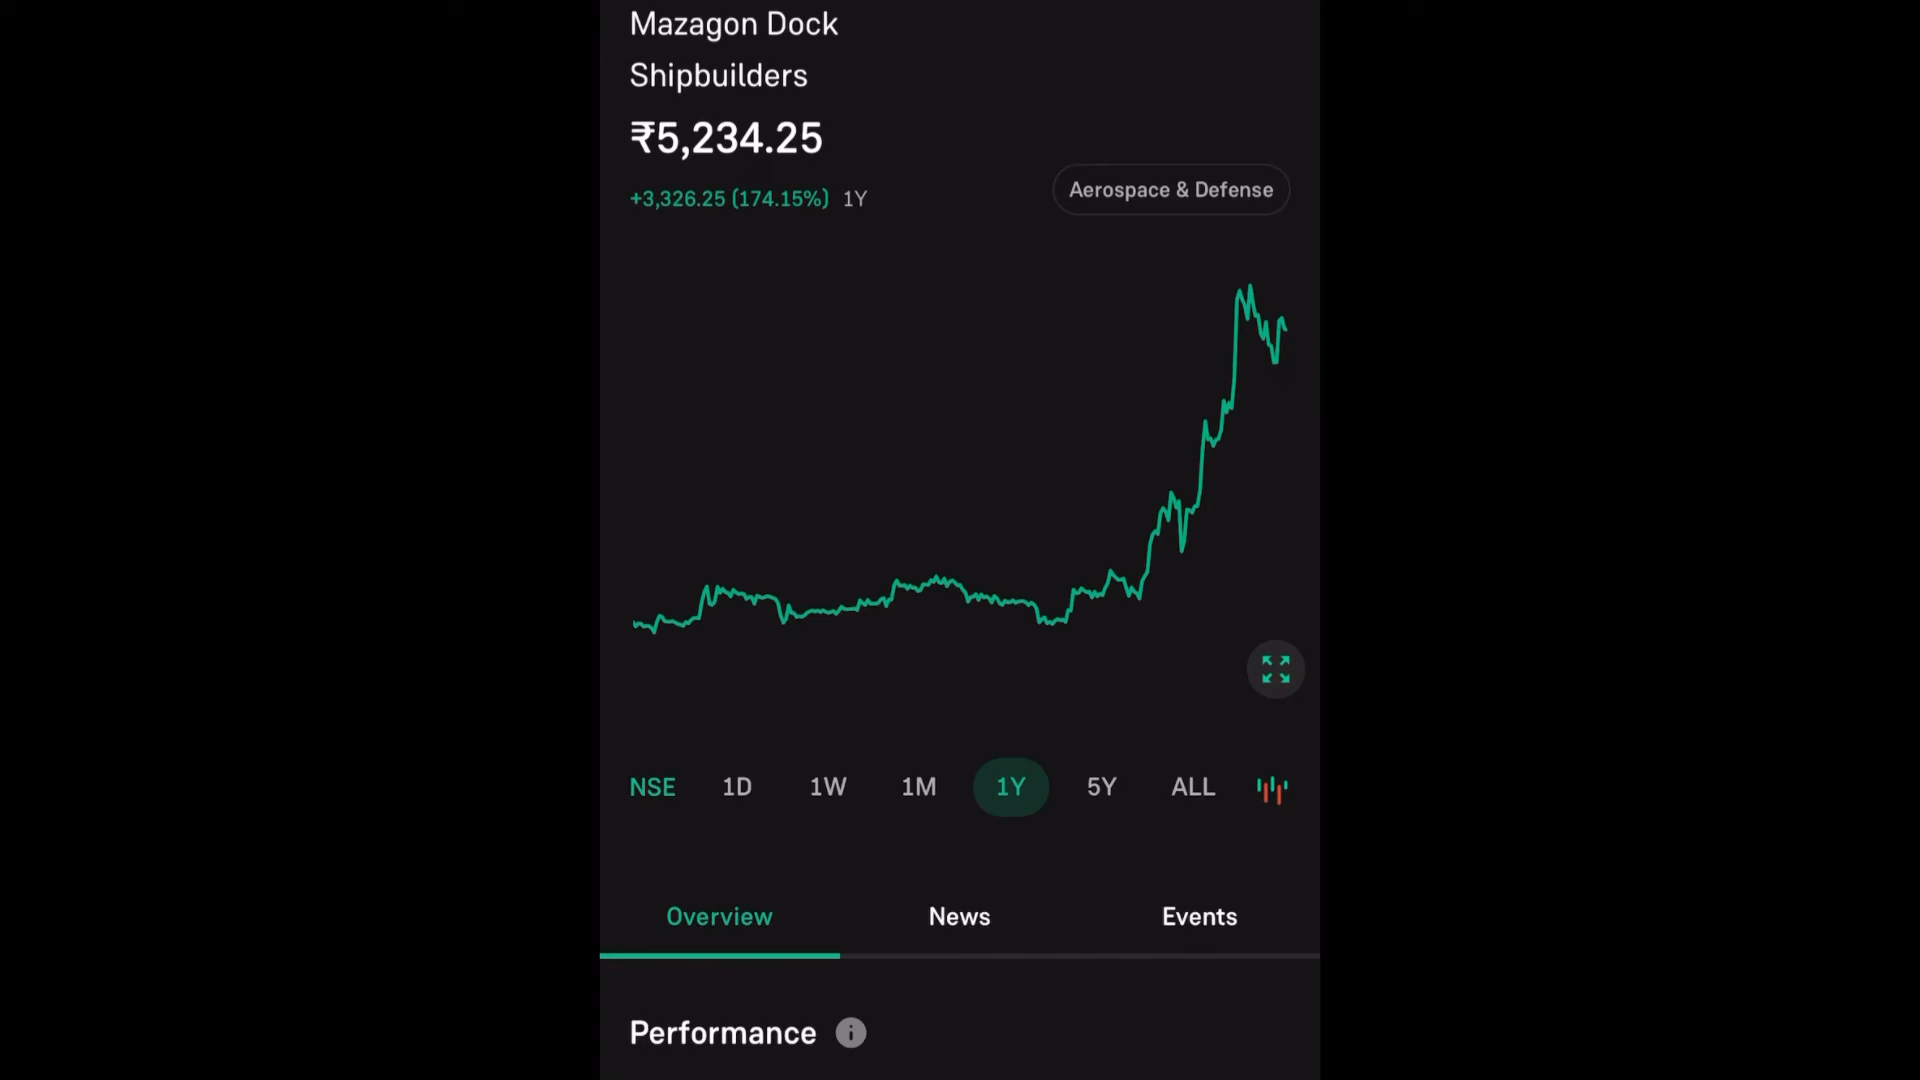 Mazagon Dock
Shipbuilders
₹5,234.25
+3,326.25 (174.15%) 1Y
Aerospace & Defense
NSE 1D 1W 1M 1Y 5Y ALL
Overview News Events
Performance i